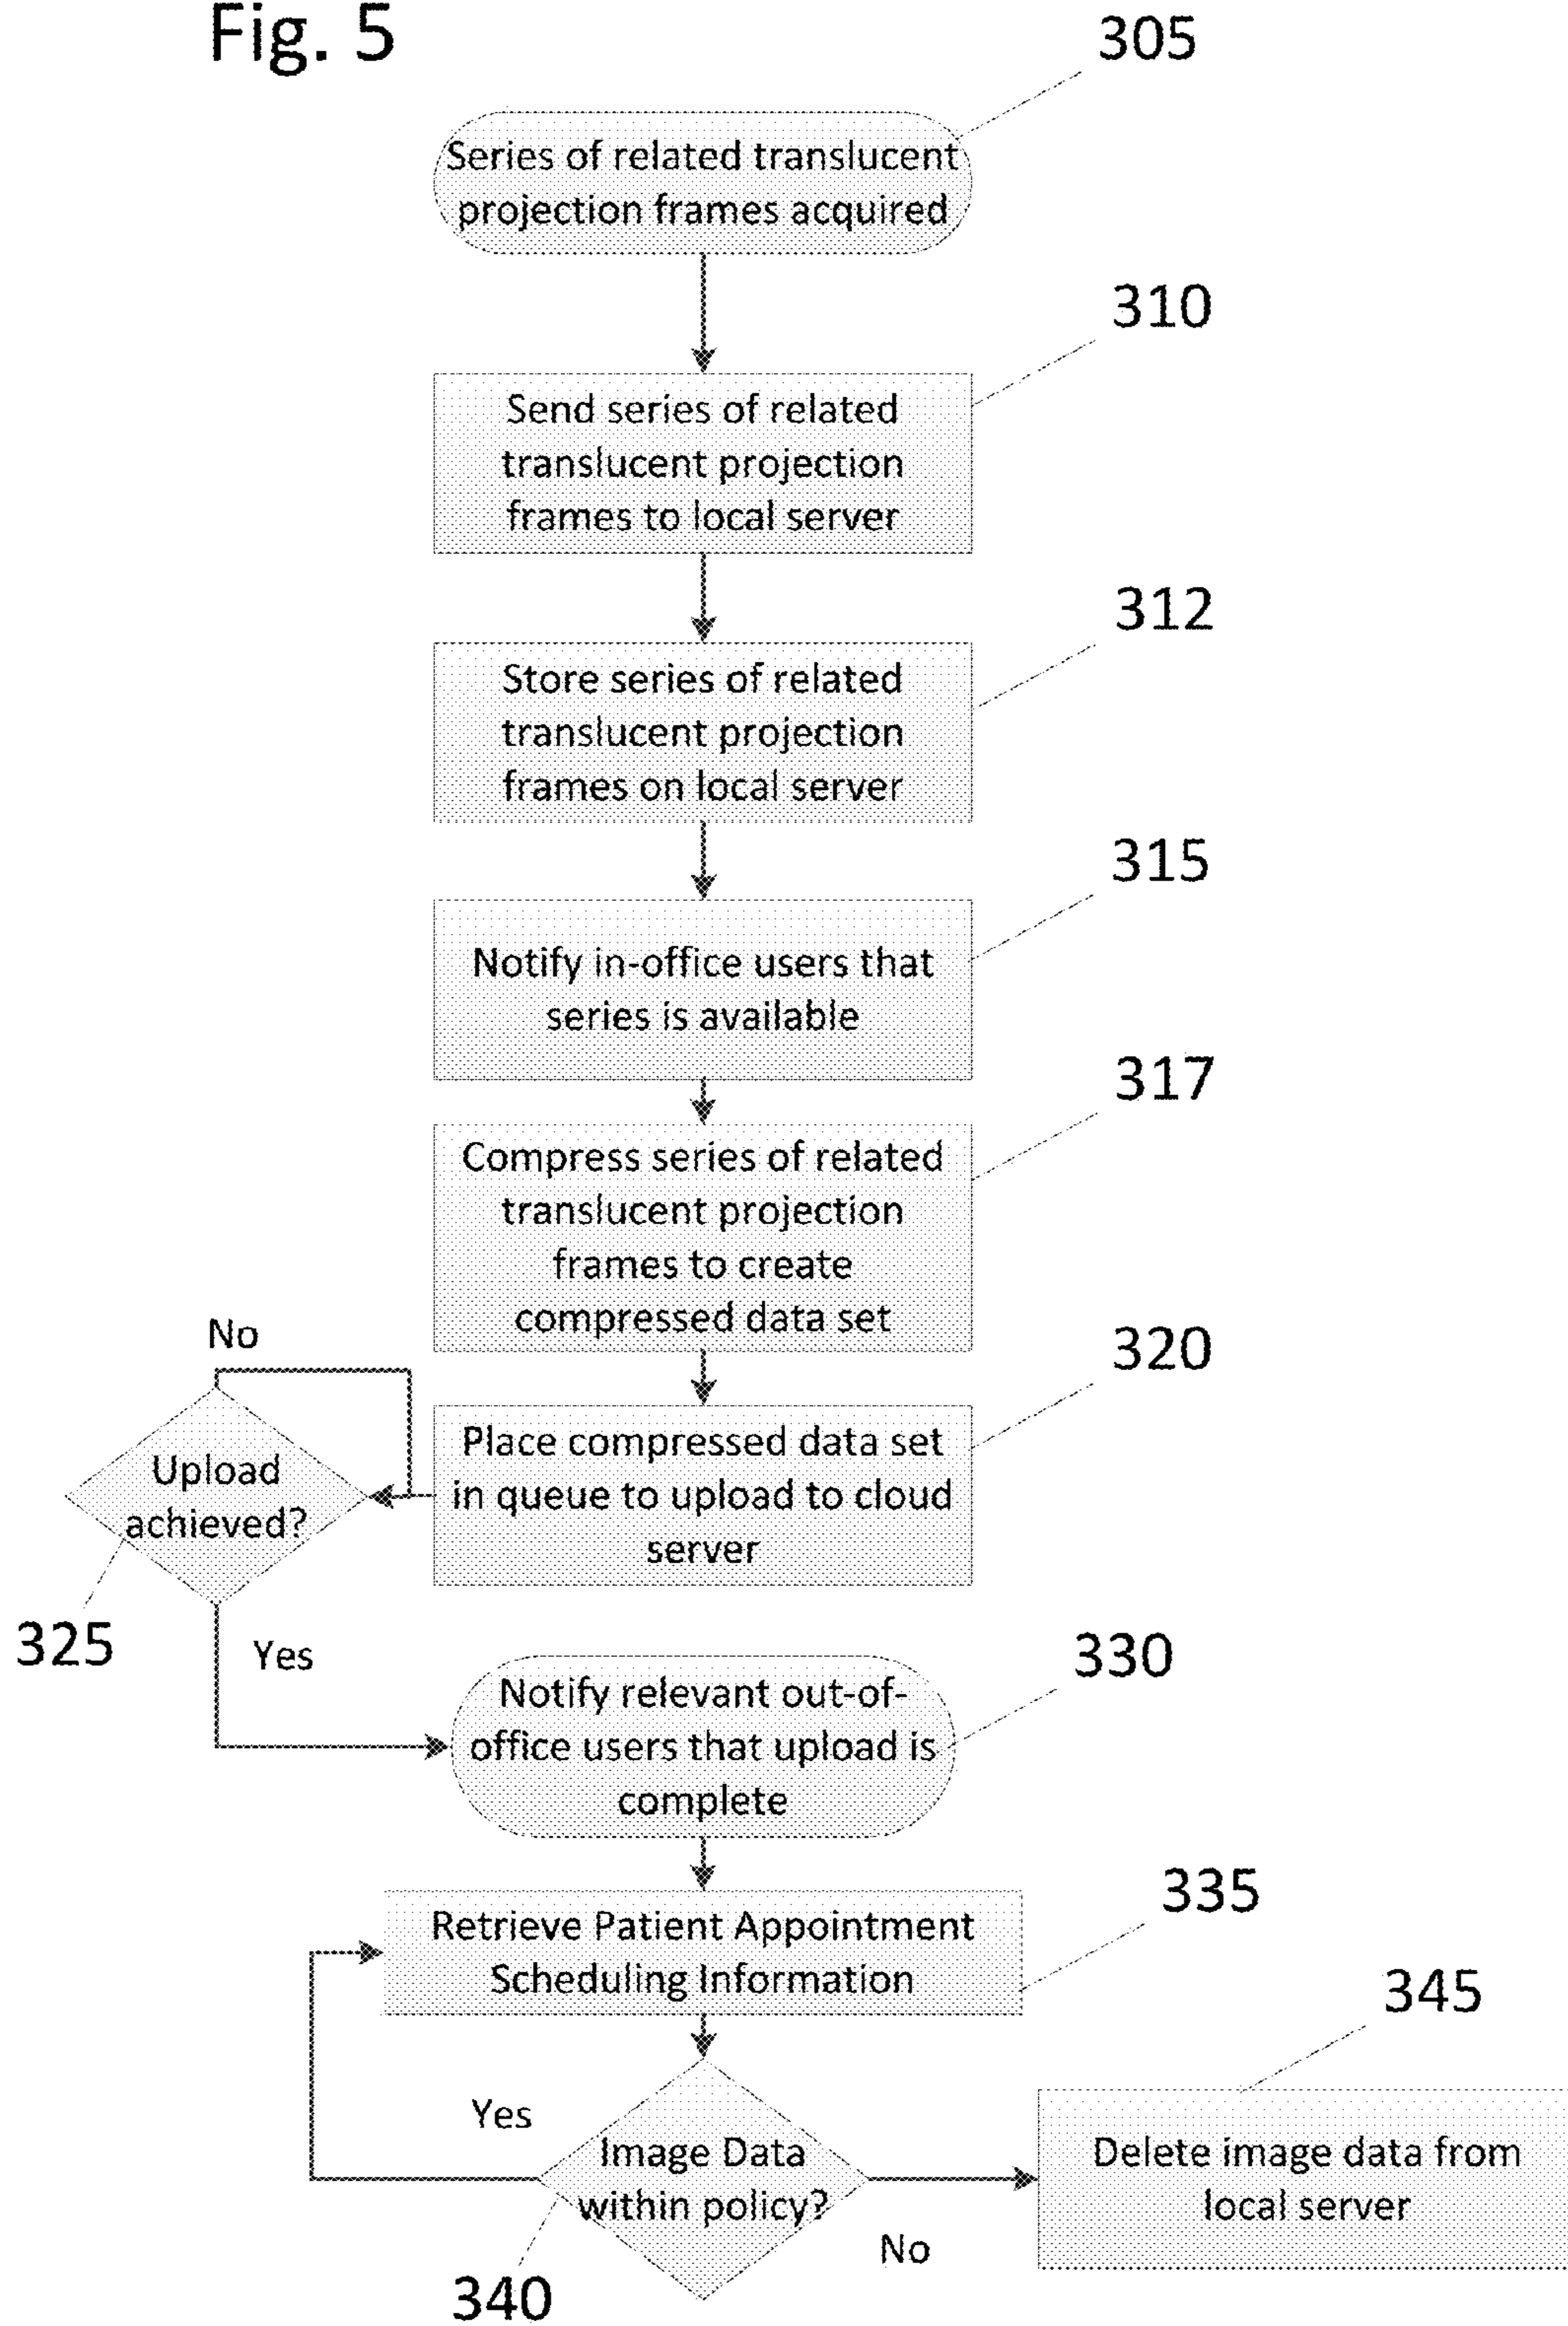 Fig. 5
305
Series of related translucent
projection frames acquired
310
Send series of related
translucent projection
frames to local server
312
Store series of related
translucent projection
frames on local server
315
Notify in-office users that
series is available
317
Compress series of related
translucent projection
frames to create
compressed data set
No
320
Upload
achieved?
Place compressed data set
in queue to upload to cloud
server
325
Yes
330
Notify relevant out-of-
office users that upload is
complete
335
Retrieve Patient Appointment
Scheduling Information
345
Yes
Image Data
within policy?
Delete image data from
local server
No
340